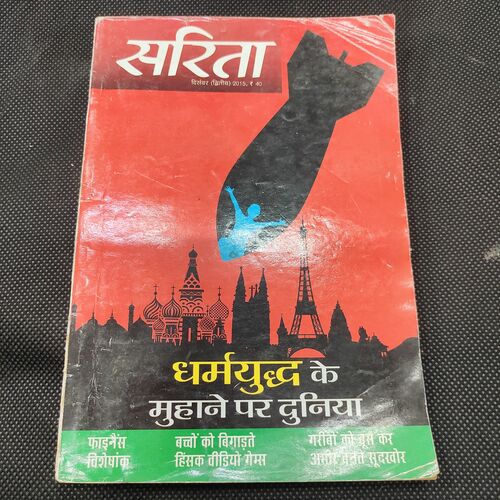 सरिता
दिसंबर (द्वितीय) 2015, ₹ 40
धर्मयुद्ध के
मुहाने पर दुनिया
फाइनैंस
विशेषांक
बच्चों को बिगाड़ते
हिंसक वीडियो गेम्स
गरीबों को चूस कर
अमीर बनते सूदखोर